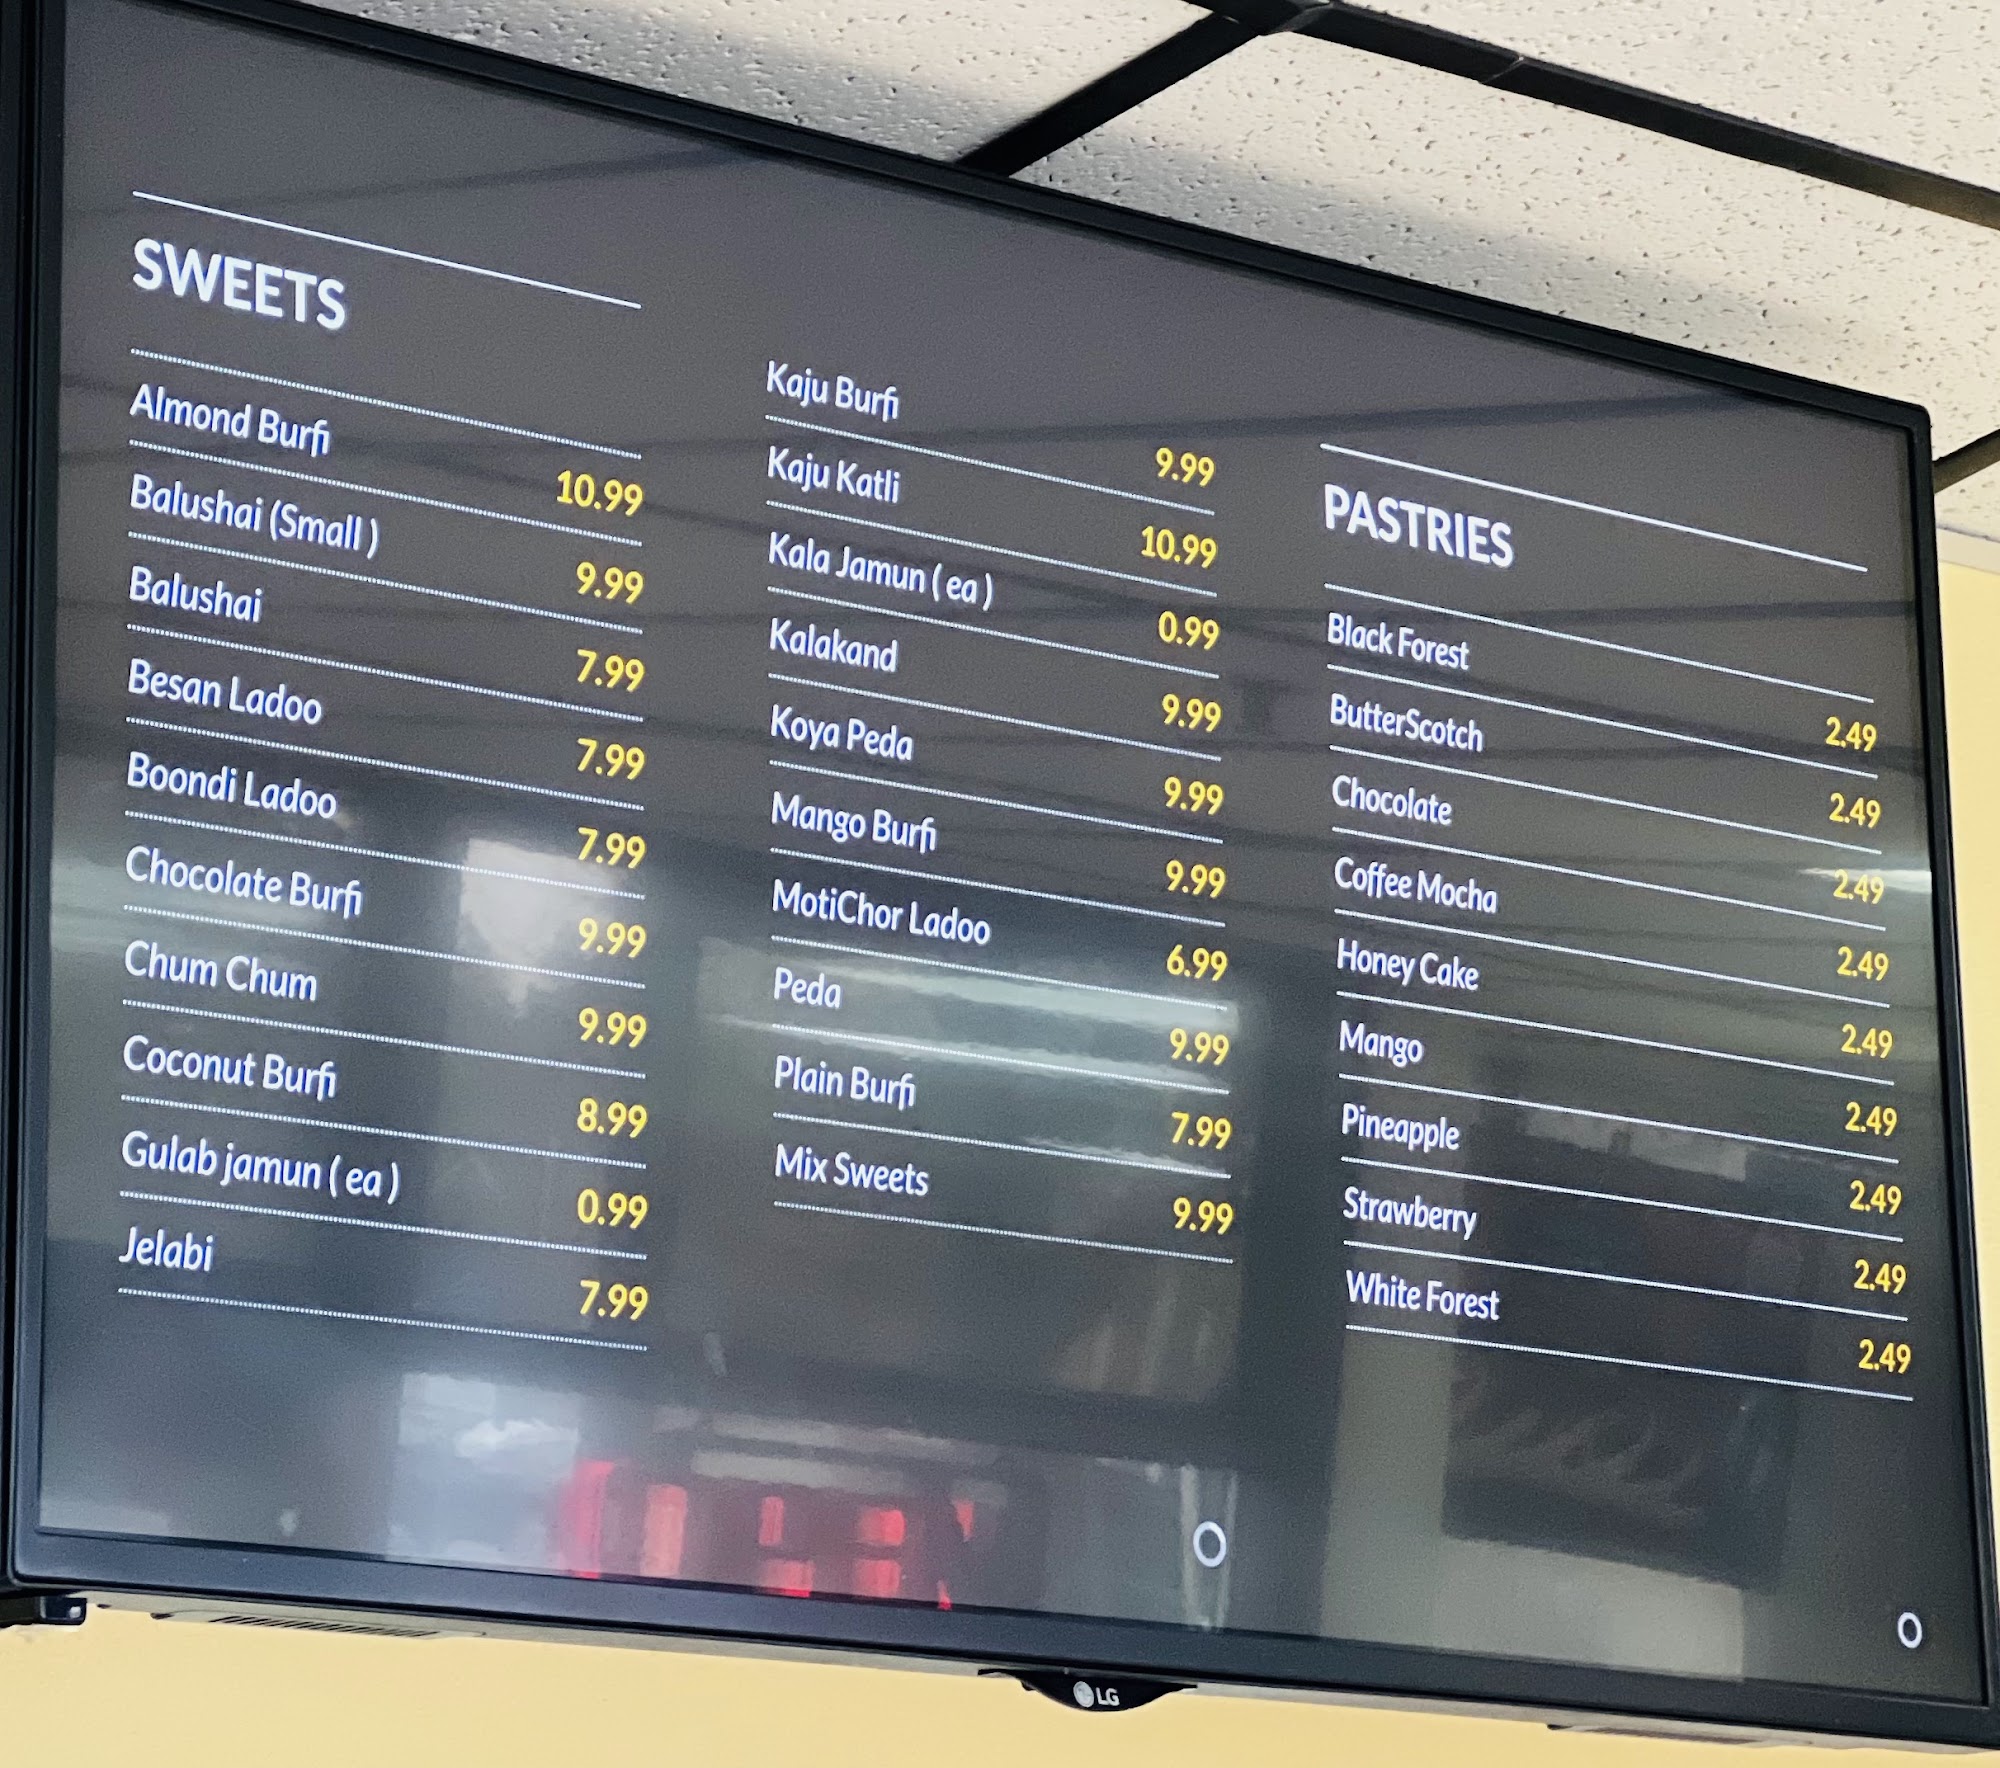 SWEETS
Almond Burfi 10.99
Balushai (Small ) 9.99
Balushai 7.99
Besan Ladoo 7.99
Boondi Ladoo 7.99
Chocolate Burfi 9.99
Chum Chum 9.99
Coconut Burfi 8.99
Gulab jamun ( ea ) 0.99
Jelabi 7.99
Kaju Burfi 9.99
Kaju Katli 10.99
Kala Jamun ( ea ) 0.99
Kalakand 9.99
Koya Peda 9.99
Mango Burfi 9.99
MotiChor Ladoo 6.99
Peda 9.99
Plain Burfi 7.99
Mix Sweets 9.99
PASTRIES
Black Forest 2.49
ButterScotch 2.49
Chocolate 2.49
Coffee Mocha 2.49
Honey Cake 2.49
Mango 2.49
Pineapple 2.49
Strawberry 2.49
White Forest 2.49
LG